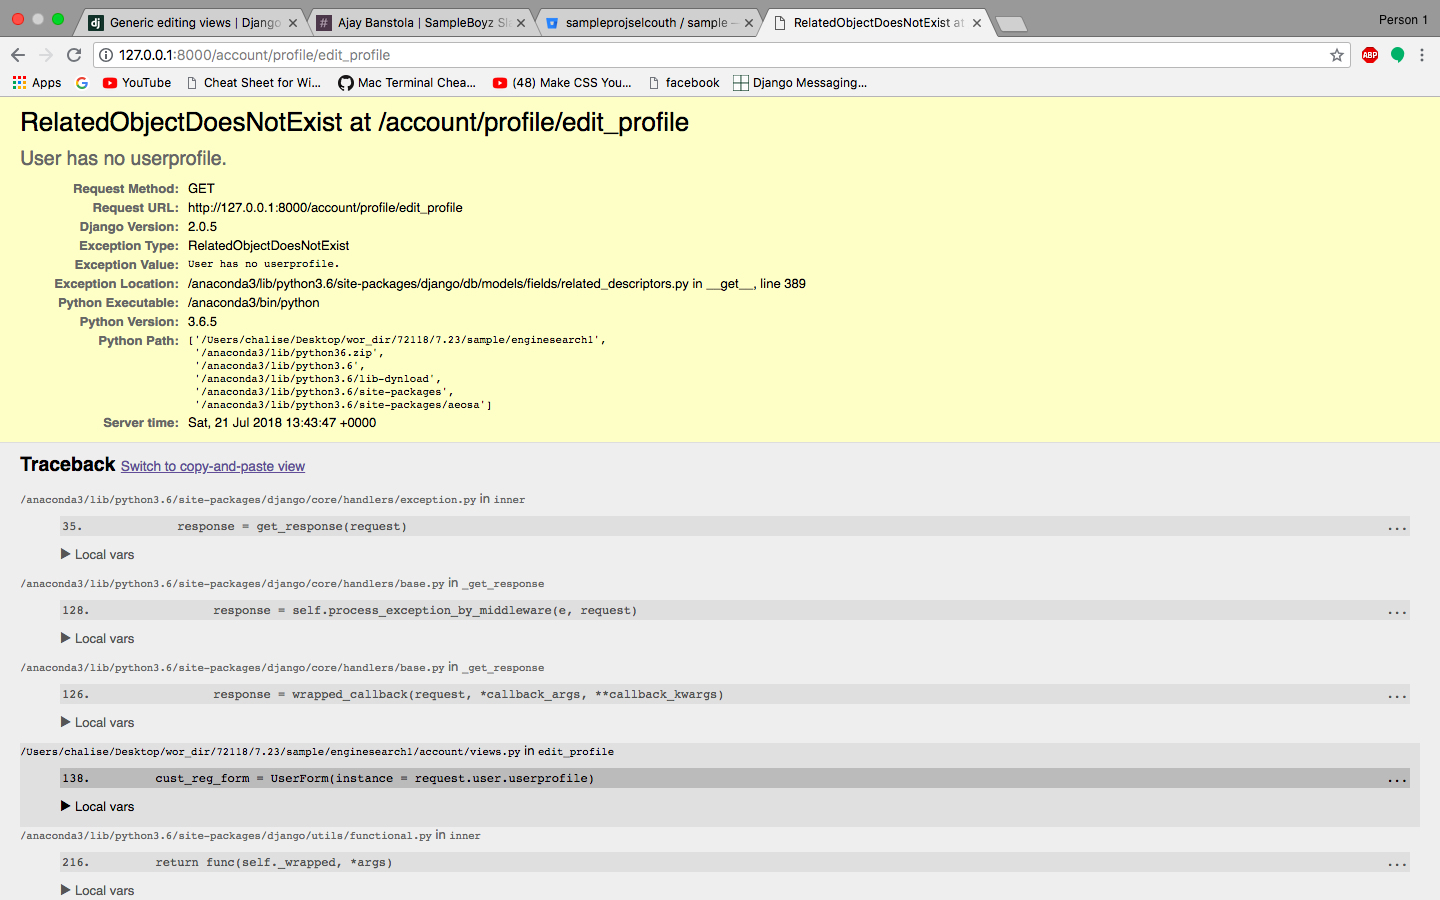 Generic editing views | Django
Ajay Banstola | SampleBoyz Sl
sampleprojselcouth / sample —
RelatedObjectDoesNotExist at
Person 1
127.0.0.1:8000/account/profile/edit_profile
ABP
Apps
YouTube
Cheat Sheet for Wi...
Mac Terminal Chea...
(48) Make CSS You...
facebook
Django Messaging...
RelatedObjectDoesNotExist at /account/profile/edit_profile
User has no userprofile.
Request Method: GET
Request URL: http://127.0.0.1:8000/account/profile/edit_profile
Django Version: 2.0.5
Exception Type: RelatedObjectDoesNotExist
Exception Value: User has no userprofile.
Exception Location: /anaconda3/lib/python3.6/site-packages/django/db/models/fields/related_descriptors.py in __get__, line 389
Python Executable: /anaconda3/bin/python
Python Version: 3.6.5
Python Path: ['/Users/chalise/Desktop/wor_dir/72118/7.23/sample/enginesearch1',
'/anaconda3/lib/python36.zip',
'/anaconda3/lib/python3.6',
'/anaconda3/lib/python3.6/lib-dynload',
'/anaconda3/lib/python3.6/site-packages',
'/anaconda3/lib/python3.6/site-packages/aeosa']
Server time: Sat, 21 Jul 2018 13:43:47 +0000
Traceback Switch to copy-and-paste view
/anaconda3/lib/python3.6/site-packages/django/core/handlers/exception.py in inner
35. response = get_response(request) ...
▶ Local vars
/anaconda3/lib/python3.6/site-packages/django/core/handlers/base.py in _get_response
128. response = self.process_exception_by_middleware(e, request) ...
▶ Local vars
/anaconda3/lib/python3.6/site-packages/django/core/handlers/base.py in _get_response
126. response = wrapped_callback(request, *callback_args, **callback_kwargs) ...
▶ Local vars
/Users/chalise/Desktop/wor_dir/72118/7.23/sample/enginesearch1/account/views.py in edit_profile
138. cust_reg_form = UserForm(instance = request.user.userprofile) ...
▶ Local vars
/anaconda3/lib/python3.6/site-packages/django/utils/functional.py in inner
216. return func(self._wrapped, *args) ...
▶ Local vars